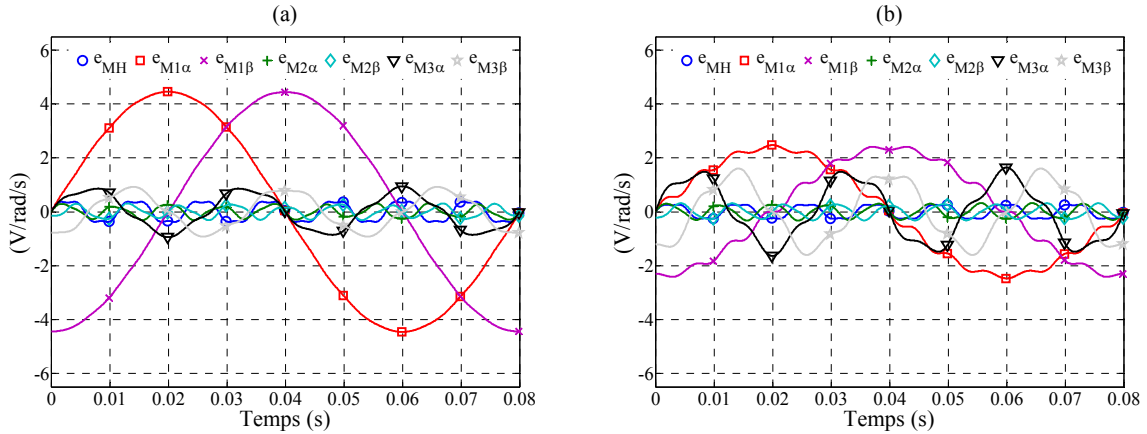 (a)
6
e_MH e_M1α e_M1β e_M2α e_M2β e_M3α e_M3β
4
2
0
-2
-4
-6
(V/rad/s)
0 0.01 0.02 0.03 0.04 0.05 0.06 0.07 0.08
Temps (s)
(b)
6
e_MH e_M1α e_M1β e_M2α e_M2β e_M3α e_M3β
4
2
0
-2
-4
-6
(V/rad/s)
0 0.01 0.02 0.03 0.04 0.05 0.06 0.07 0.08
Temps (s)